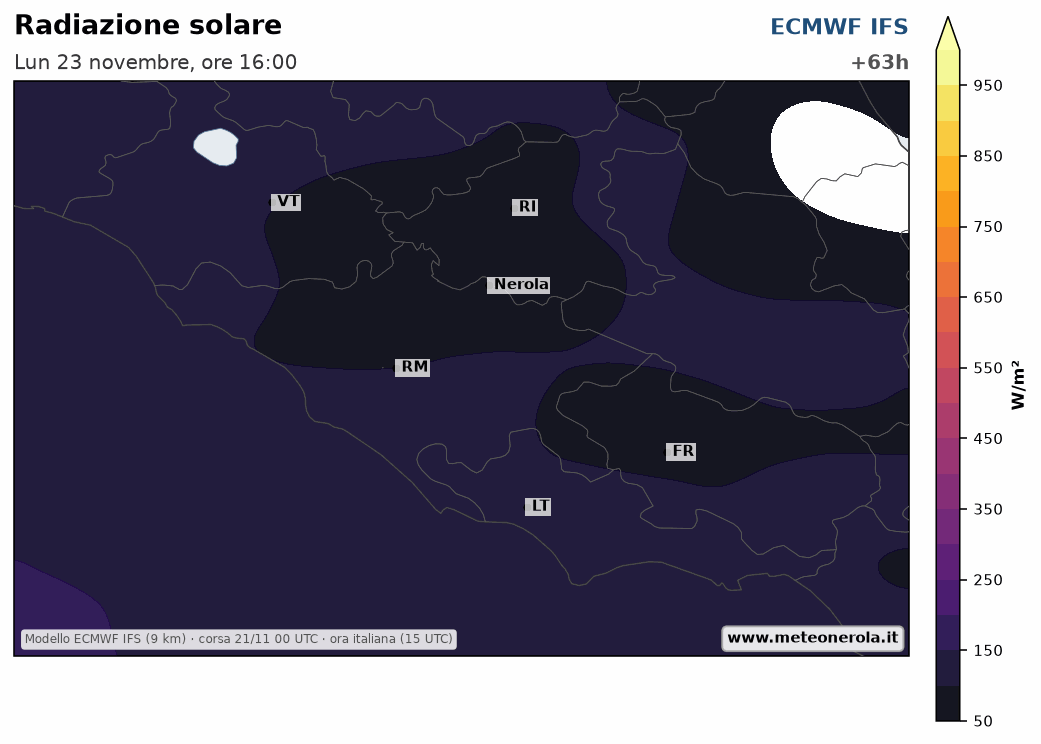 Radiazione solare
ECMWF IFS
Lun 23 novembre, ore 16:00
+63h
VT
RI
Nerola
RM
FR
LT
950
850
750
650
550
450
350
250
150
50
W/m²
Modello ECMWF IFS (9 km) · corsa 21/11 00 UTC · ora italiana (15 UTC)
www.meteonerola.it